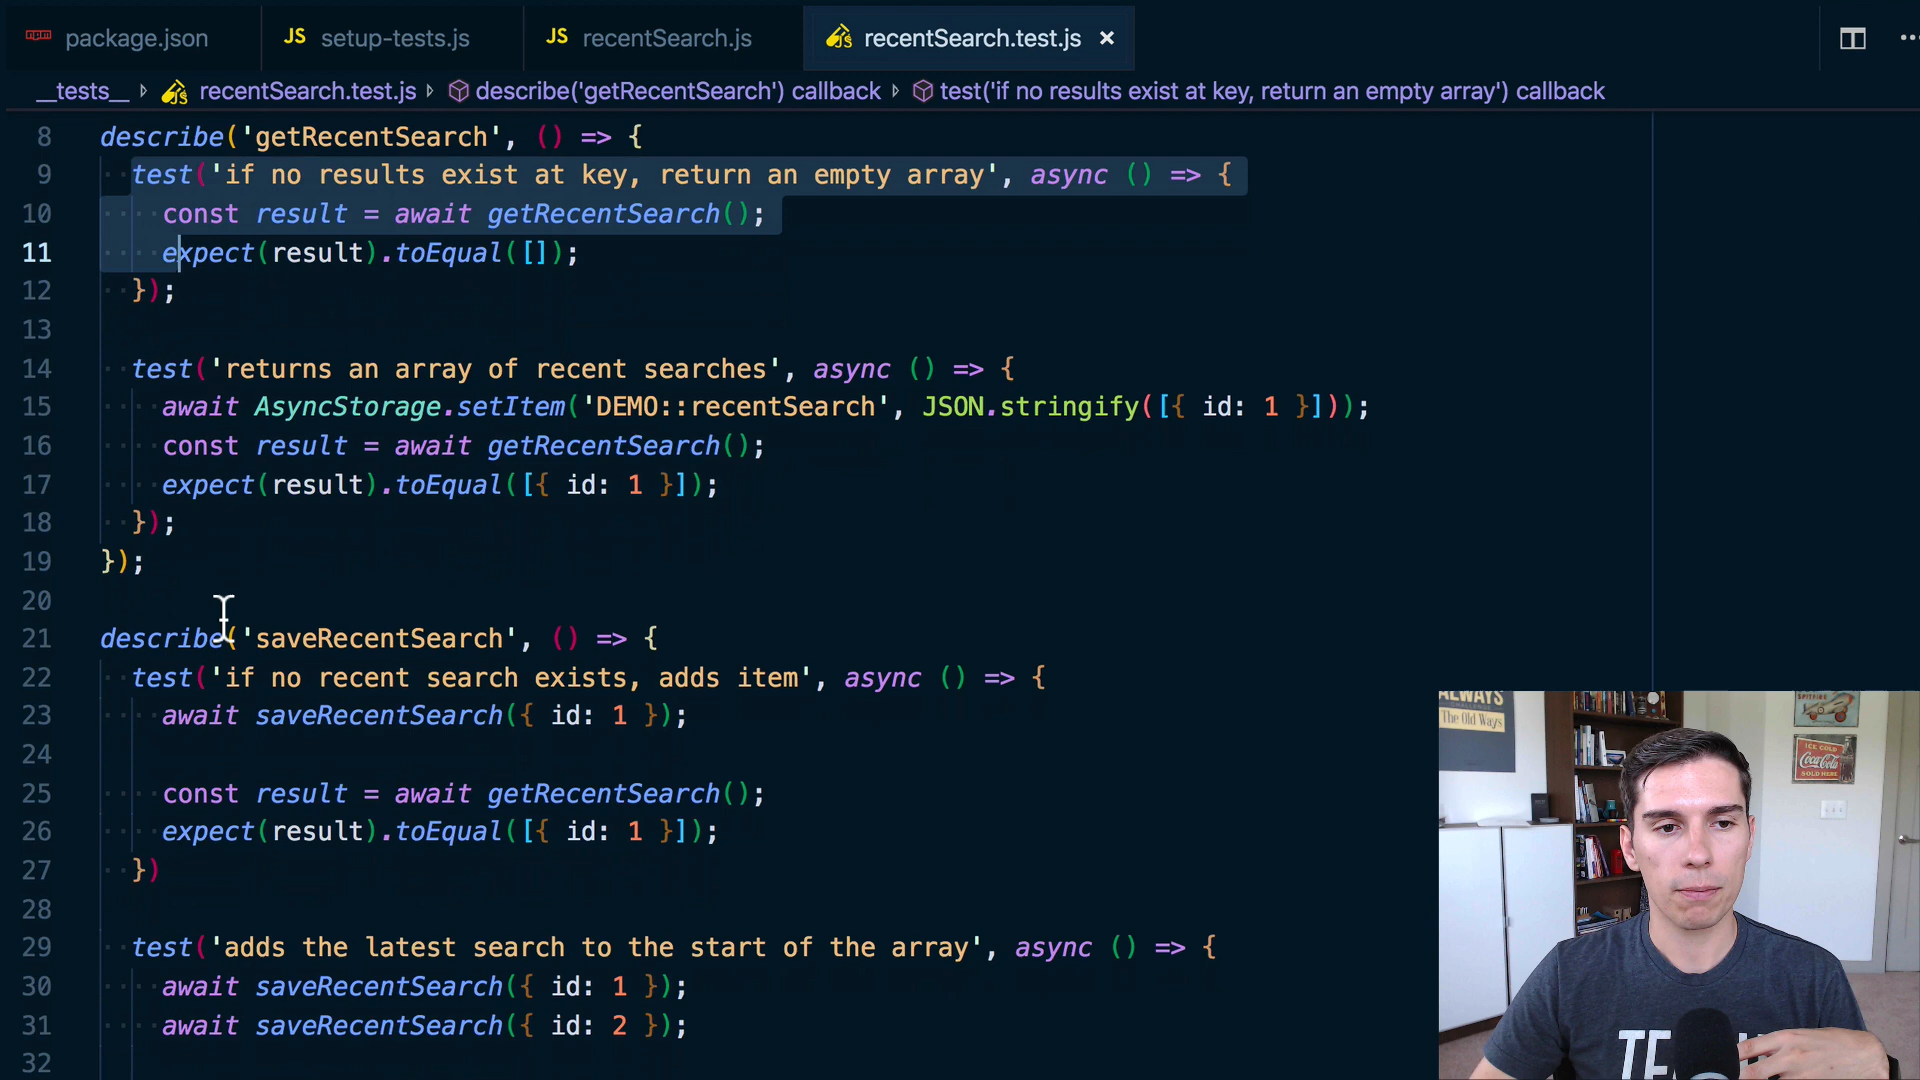 package.json
JS setup-tests.js
JS recentSearch.js
recentSearch.test.js ×
__tests__ › recentSearch.test.js › describe('getRecentSearch') callback › test('if no results exist at key, return an empty array') callback
8 describe('getRecentSearch', () => {
9 test('if no results exist at key, return an empty array', async () => {
10 const result = await getRecentSearch();
11 expect(result).toEqual([]);
12 });
13
14 test('returns an array of recent searches', async () => {
15 await AsyncStorage.setItem('DEMO::recentSearch', JSON.stringify([{ id: 1 }]));
16 const result = await getRecentSearch();
17 expect(result).toEqual([{ id: 1 }]);
18 });
19 });
20
21 describe('saveRecentSearch', () => {
22 test('if no recent search exists, adds item', async () => {
23 await saveRecentSearch({ id: 1 });
24
25 const result = await getRecentSearch();
26 expect(result).toEqual([{ id: 1 }]);
27 })
28
29 test('adds the latest search to the start of the array', async () => {
30 await saveRecentSearch({ id: 1 });
31 await saveRecentSearch({ id: 2 });
32
ALWAYS
The Old Ways
SPITFIRE
ICE COLD
Coca-Cola
SOLD HERE